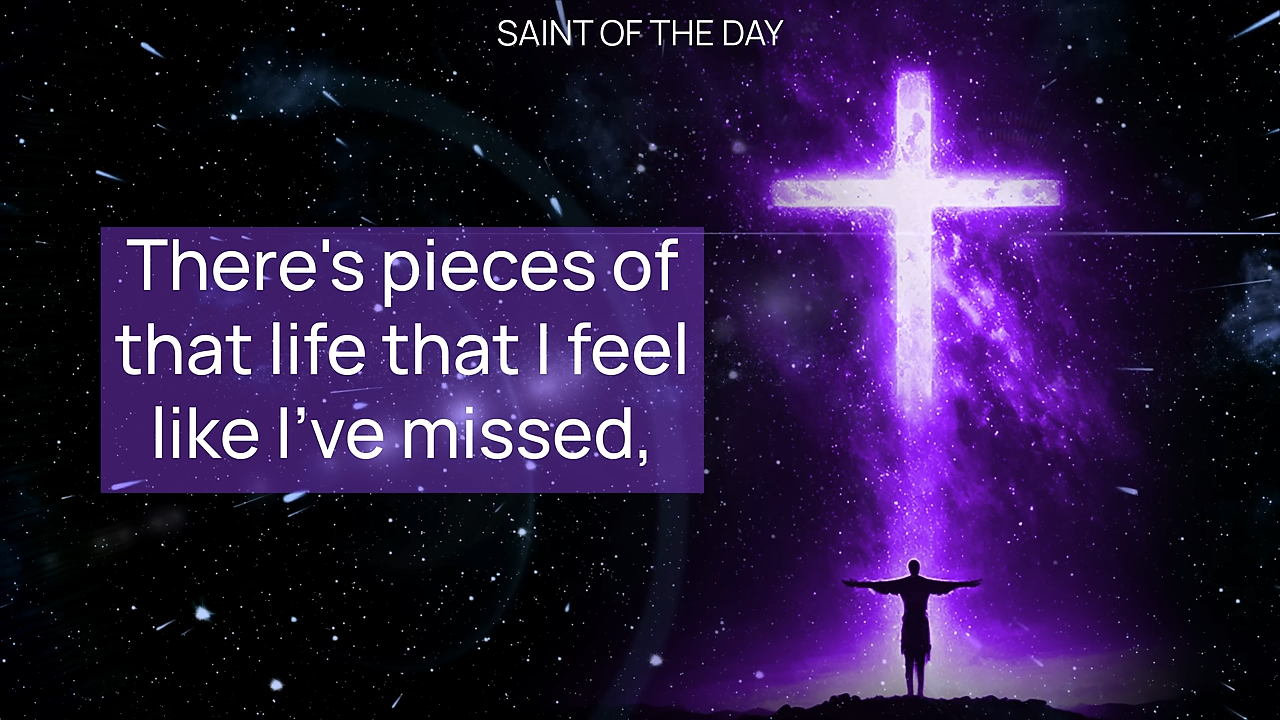 SAINT OF THE DAY
There's pieces of
that life that I feel
like I’ve missed,